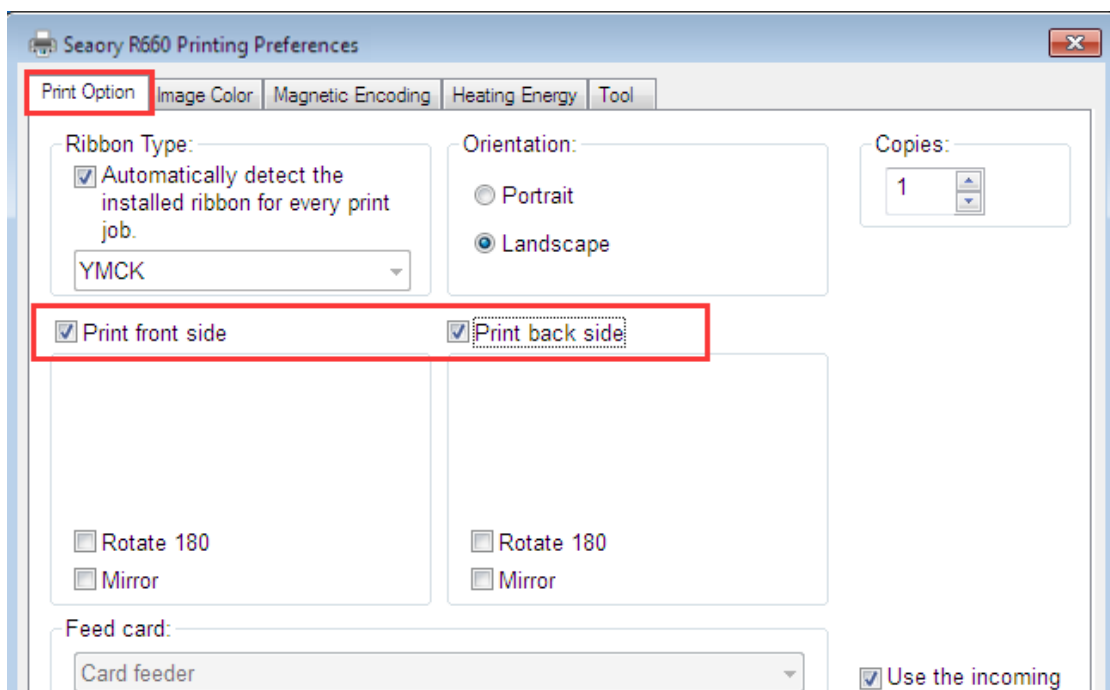 Seaory R660 Printing Preferences
Print Option
Image Color
Magnetic Encoding
Heating Energy
Tool
Ribbon Type:
Automatically detect the
installed ribbon for every print
job.
YMCK
Orientation:
Portrait
Landscape
Copies:
1
Print front side
Print back side
Rotate 180
Mirror
Rotate 180
Mirror
Feed card:
Card feeder
Use the incoming